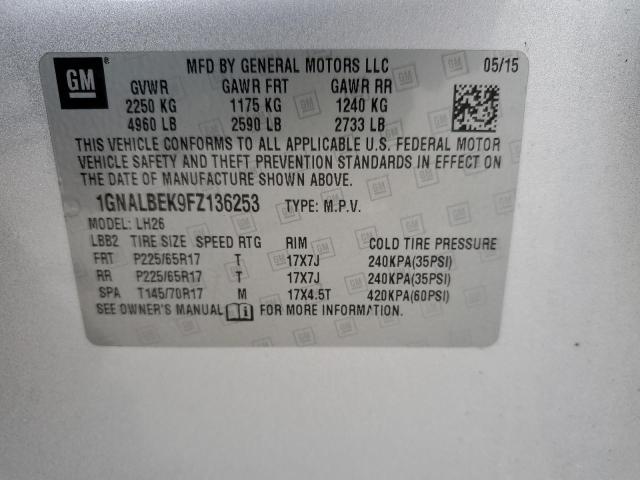 GM ®
MFD BY GENERAL MOTORS LLC 05/15
GVWR GAWR FRT GAWR RR
2250 KG 1175 KG 1240 KG
4960 LB 2590 LB 2733 LB
THIS VEHICLE CONFORMS TO ALL APPLICABLE U.S. FEDERAL MOTOR
VEHICLE SAFETY AND THEFT PREVENTION STANDARDS IN EFFECT ON
THE DATE OF MANUFACTURE SHOWN ABOVE.
1GNALBEK9FZ136253 TYPE: M.P.V.
MODEL: LH26
LBB2 TIRE SIZE SPEED RTG RIM COLD TIRE PRESSURE
FRT P225/65R17 T 17X7J 240KPA(35PSI)
RR P225/65R17 T 17X7J 240KPA(35PSI)
SPA T145/70R17 M 17X4.5T 420KPA(60PSI)
SEE OWNER'S MANUAL FOR MORE INFORMATION.